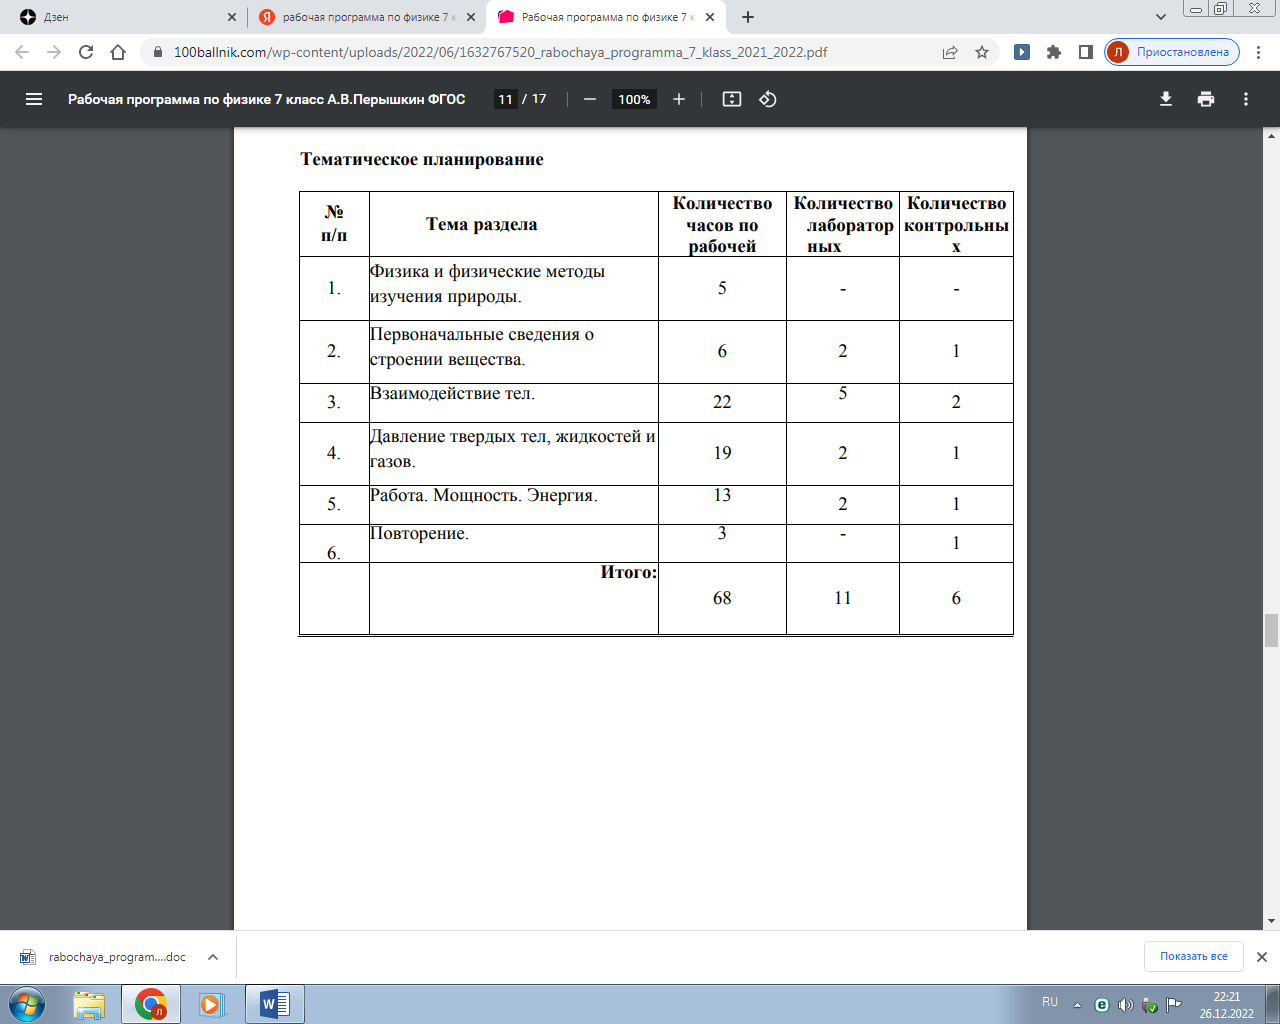 Дзен
рабочая программа по физике 7 к
Рабочая программа по физике 7 к
100ballnik.com/wp-content/uploads/2022/06/1632767520_rabochaya_programma_7_klass_2021_2022.pdf
Л Приостановлена
Рабочая программа по физике 7 класс А.В.Перышкин ФГОС 11 / 17 100%
Тематическое планирование
№ п/п
Тема раздела
Количество часов по рабочей
Количество лаборатор ных
Количество контрольны х
1. Физика и физические методы изучения природы. 5 - -
2. Первоначальные сведения о строении вещества. 6 2 1
3. Взаимодействие тел. 22 5 2
4. Давление твердых тел, жидкостей и газов. 19 2 1
5. Работа. Мощность. Энергия. 13 2 1
6. Повторение. 3 - 1
Итого: 68 11 6
rabochaya_program....doc
Показать все
RU
22:21
26.12.2022